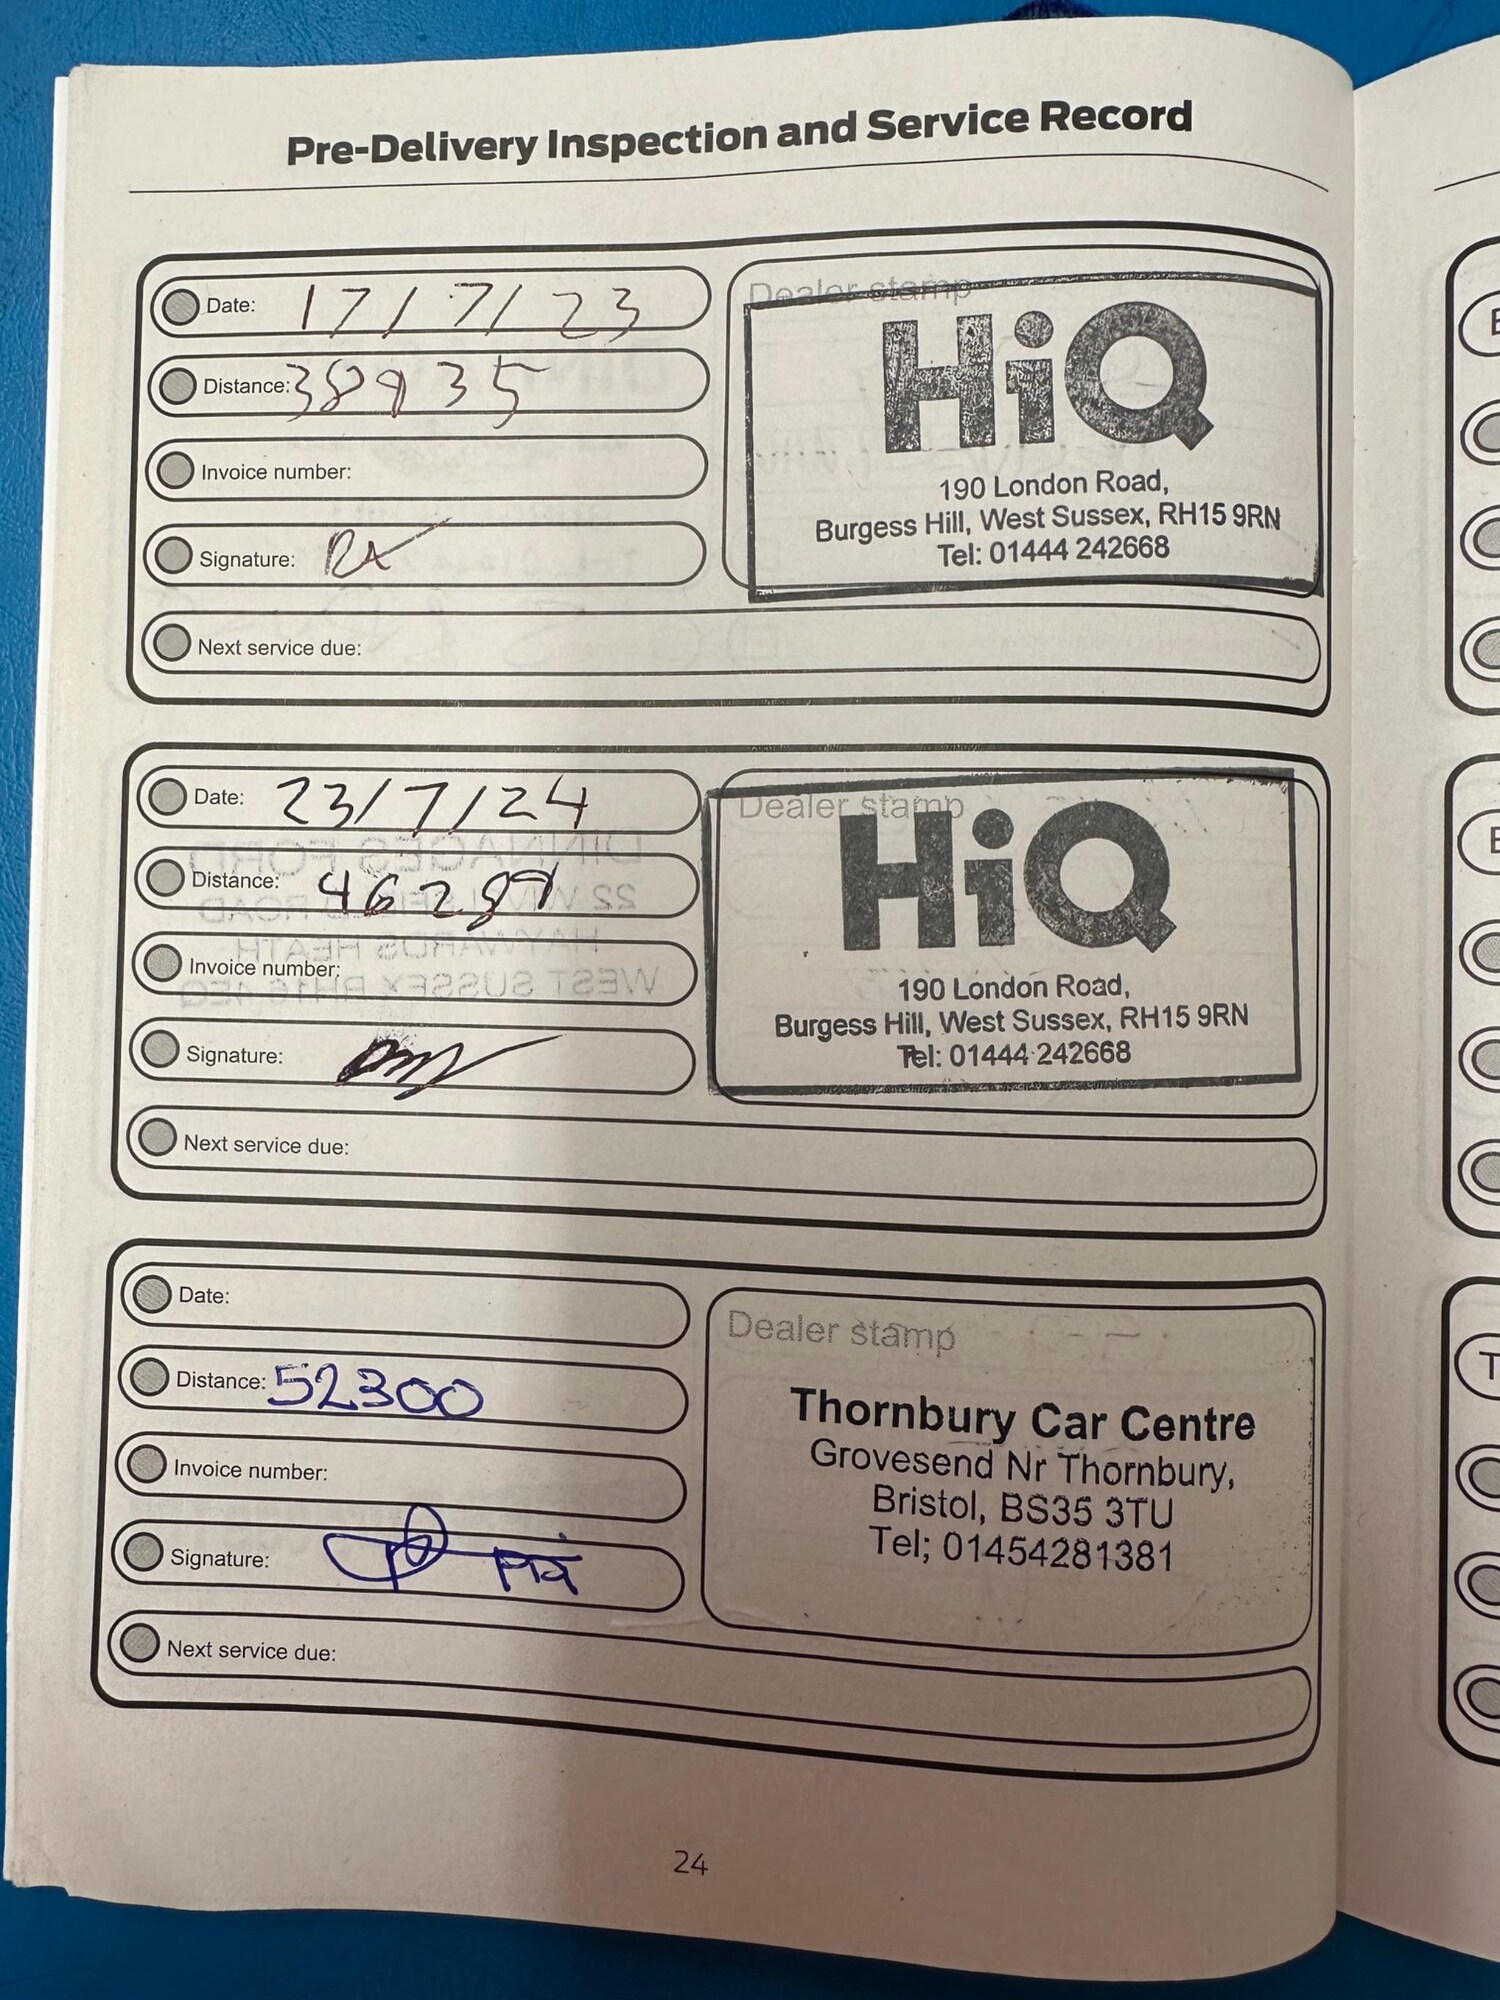 Pre-Delivery Inspection and Service Record
Date: 17/7/23
Distance: 38935
Invoice number:
Signature:
Next service due:
Dealer stamp
HiQ
190 London Road,
Burgess Hill, West Sussex, RH15 9RN
Tel: 01444 242668
Date: 23/7/24
Distance: 46289
Invoice number:
Signature:
Next service due:
Dealer stamp
HiQ
190 London Road,
Burgess Hill, West Sussex, RH15 9RN
Tel: 01444 242668
Date:
Distance: 52300
Invoice number:
Signature:
Next service due:
Dealer stamp
Thornbury Car Centre
Grovesend Nr Thornbury,
Bristol, BS35 3TU
Tel; 01454281381
24